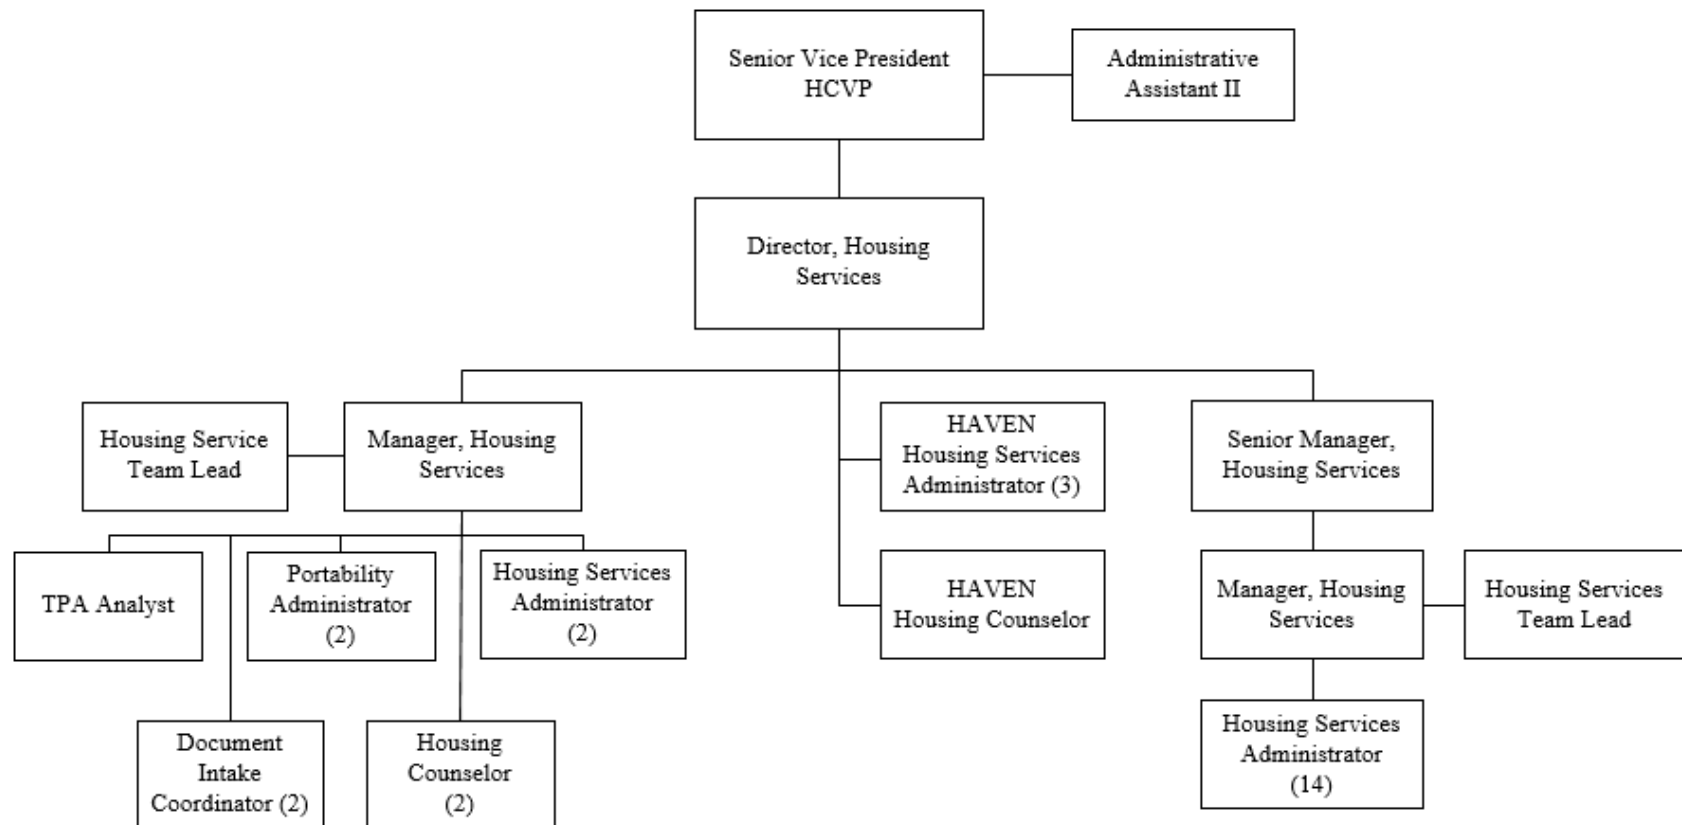 Senior Vice President
HCVP
Administrative
Assistant II
Director, Housing
Services
Housing Service
Team Lead
Manager, Housing
Services
HAVEN
Housing Services
Administrator (3)
Senior Manager,
Housing Services
TPA Analyst
Portability
Administrator
(2)
Housing Services
Administrator
(2)
HAVEN
Housing Counselor
Manager, Housing
Services
Housing Services
Team Lead
Document
Intake
Coordinator (2)
Housing
Counselor
(2)
Housing Services
Administrator
(14)